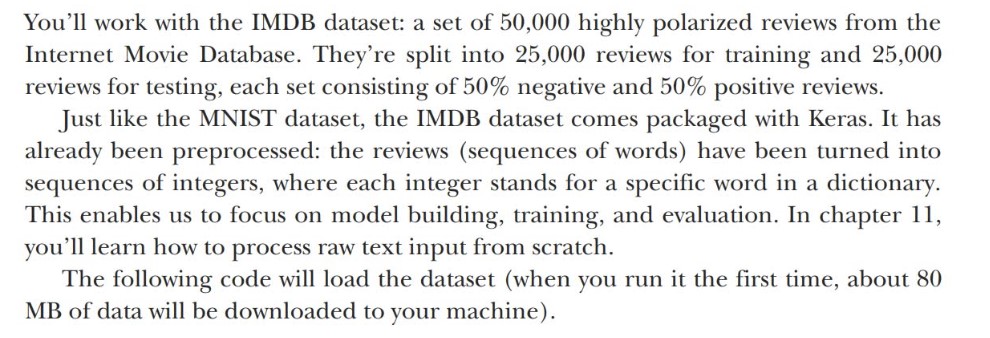 You’ll work with the IMDB dataset: a set of 50,000 highly polarized reviews from the
Internet Movie Database. They’re split into 25,000 reviews for training and 25,000
reviews for testing, each set consisting of 50% negative and 50% positive reviews.
Just like the MNIST dataset, the IMDB dataset comes packaged with Keras. It has
already been preprocessed: the reviews (sequences of words) have been turned into
sequences of integers, where each integer stands for a specific word in a dictionary.
This enables us to focus on model building, training, and evaluation. In chapter 11,
you’ll learn how to process raw text input from scratch.
The following code will load the dataset (when you run it the first time, about 80
MB of data will be downloaded to your machine).